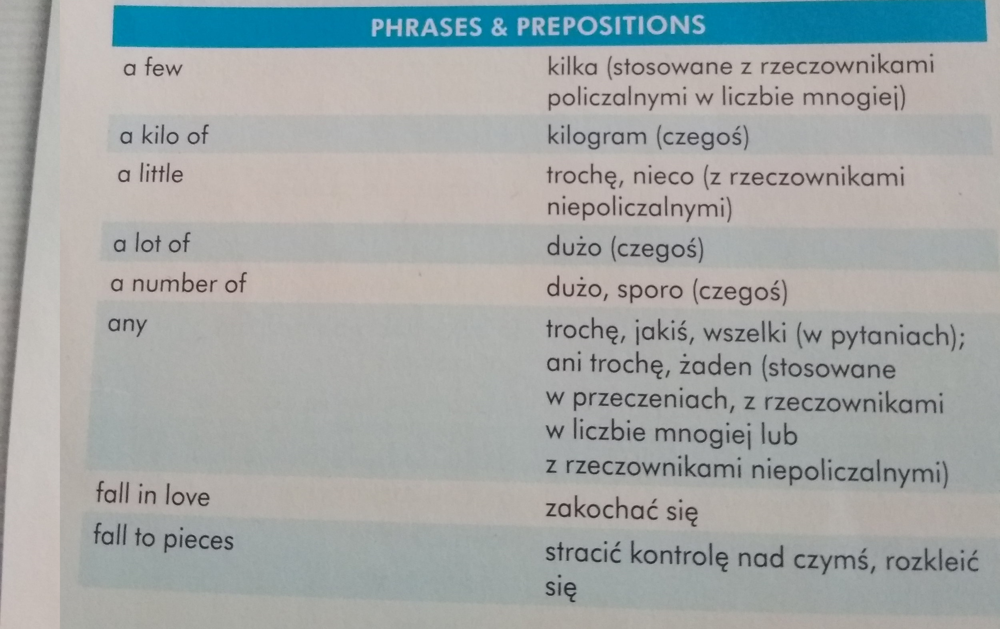 PHRASES & PREPOSITIONS
a few kilka (stosowane z rzeczownikami
policzalnymi w liczbie mnogiej)
a kilo of kilogram (czegoś)
a little trochę, nieco (z rzeczownikami
niepoliczalnymi)
a lot of dużo (czegoś)
a number of dużo, sporo (czegoś)
any trochę, jakiś, wszelki (w pytaniach);
ani trochę, żaden (stosowane
w przeczeniach, z rzeczownikami
w liczbie mnogiej lub
z rzeczownikami niepoliczalnymi)
fall in love zakochać się
fall to pieces stracić kontrolę nad czymś, rozkleić
się